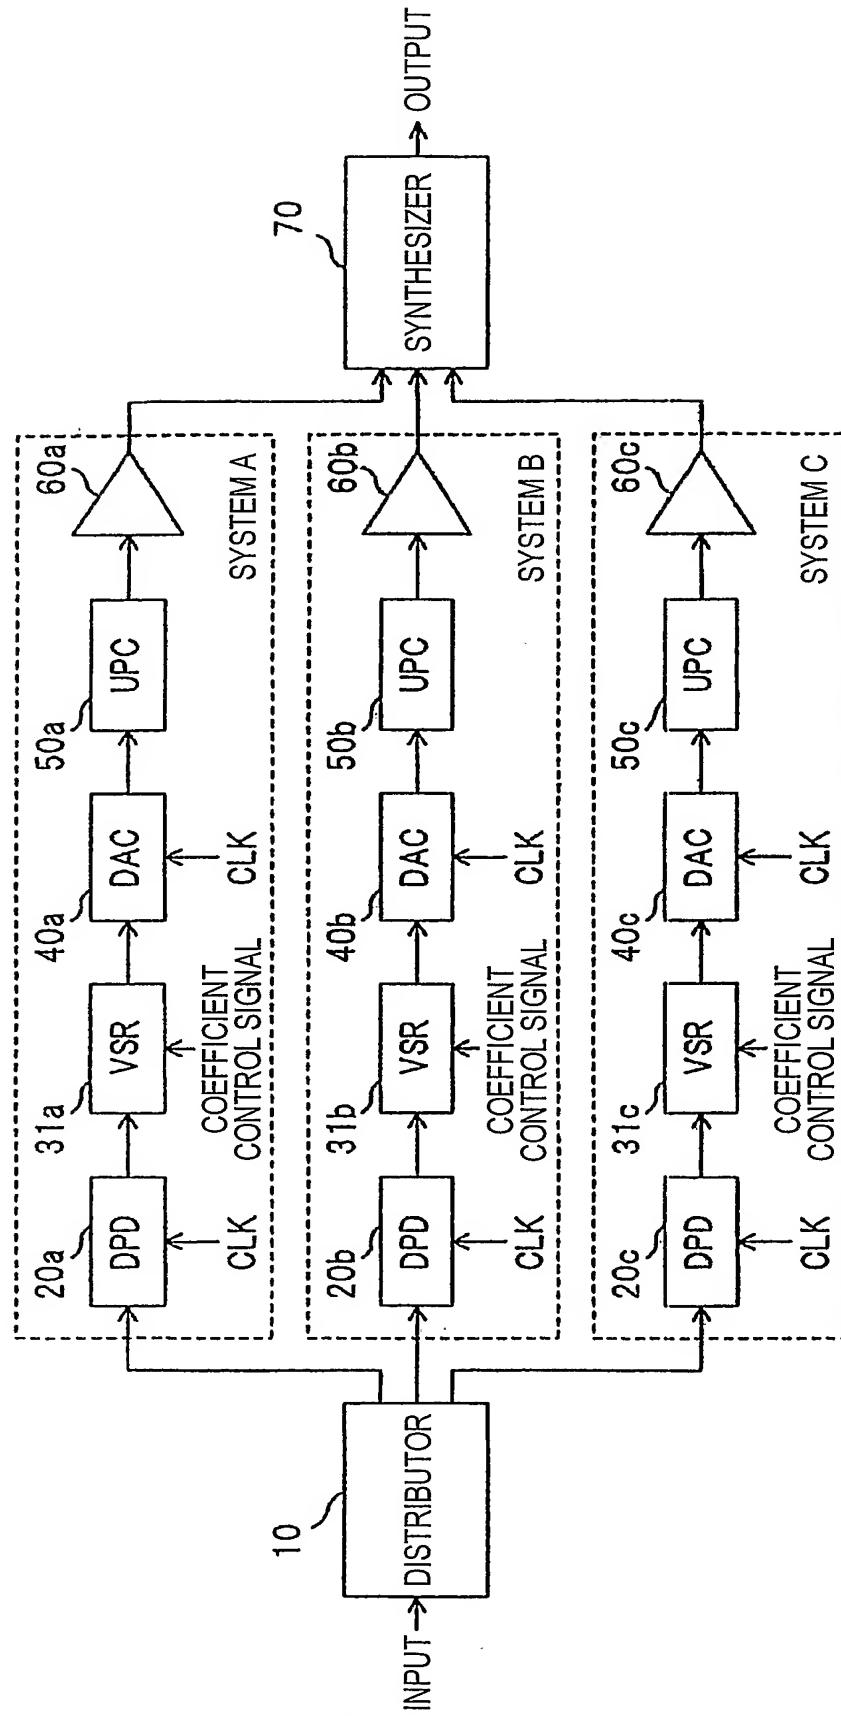 INPUT
10
DISTRIBUTOR
20a
DPD
CLK
31a
VSR
COEFFICIENT
CONTROL SIGNAL
40a
DAC
CLK
50a
UPC
60a
SYSTEM A
20b
DPD
CLK
31b
VSR
COEFFICIENT
CONTROL SIGNAL
40b
DAC
CLK
50b
UPC
60b
SYSTEM B
20c
DPD
CLK
31c
VSR
COEFFICIENT
CONTROL SIGNAL
40c
DAC
CLK
50c
UPC
60c
SYSTEM C
70
SYNTHESIZER
OUTPUT